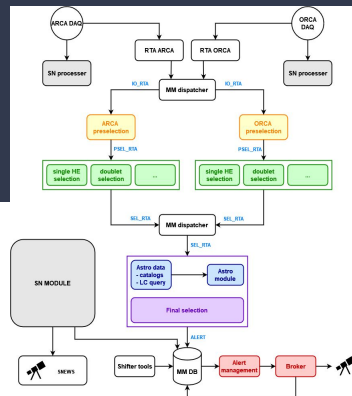 ARCA DAQ
ORCA
DAQ
RTA ARCA
RTA ORCA
SN processer
SN processer
IO_RTA
MM dispatcher
IO_RTA
ARCA
preselection
ORCA
preselection
PSEL_RTA
PSEL_RTA
single HE
selection
doublet
selection
...
single HE
selection
doublet
selection
...
SEL_RTA
MM dispatcher
SEL_RTA
SEL_RTA
Astro data
- catalogs
- LC query
Astro
module
SN MODULE
Final selection
ALERT
SNEWS
Shifter tools
MM DB
Alert
management
Broker